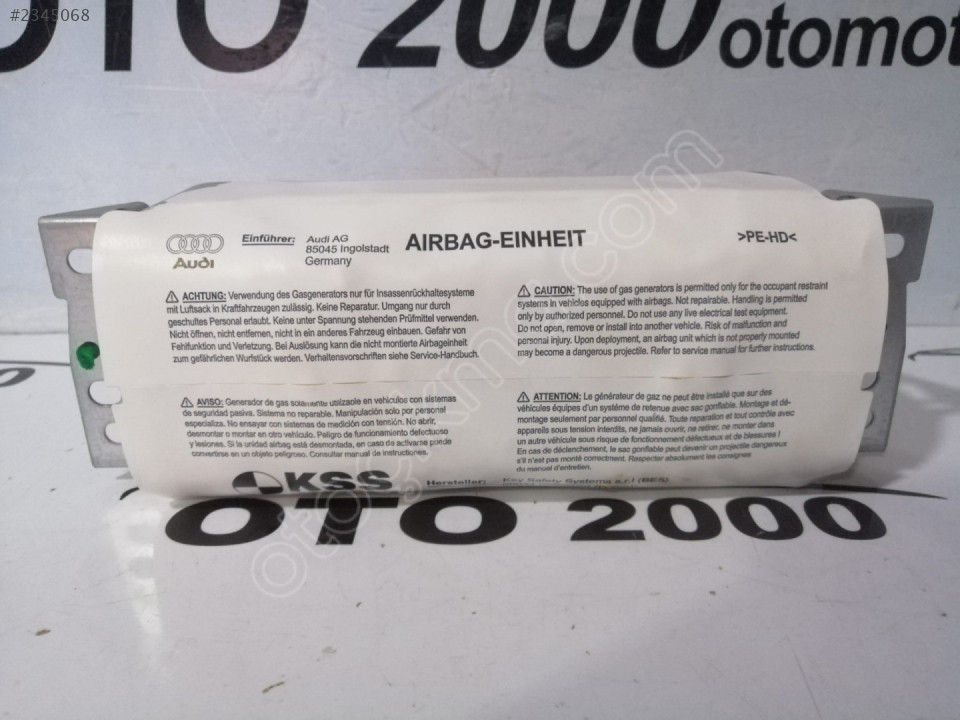 #2345068
OTO 2000 otomot
Audi
Einführer: Audi AG
85045 Ingolstadt
Germany
AIRBAG-EINHEIT
>PE-HD<
ACHTUNG: Verwendung des Gasgenerators nur für Insassenrückhaltesysteme
mit Luftsack in Kraftfahrzeugen zulässig. Keine Reparatur. Umgang nur durch
geschultes Personal erlaubt. Keine unter Spannung stehenden Prüfmittel verwenden.
Nicht öffnen, nicht entfernen, nicht in ein anderes Fahrzeug einbauen. Gefahr von
Fehlfunktion und Verletzung. Bei Auslösung kann die nicht montierte Airbageinheit
zum gefährlichen Wurfstück werden. Verhaltensvorschriften siehe Service-Handbuch.
CAUTION: The use of gas generators is permitted only for the occupant restraint
systems in vehicles equipped with airbags. Not repairable. Handling is permitted
only by authorized personnel. Do not use any live electrical test equipment.
Do not open, remove or install into another vehicle. Risk of malfunction and
personal injury. Upon deployment, an airbag unit which is not properly mounted
may become a dangerous projectile. Refer to service manual for further instructions.
AVISO: Generador de gas solamente utilizable en vehiculos con sistemas
de seguridad pasiva. Sistema no reparable. Manipulación solo por personal
especializa. No ensayar con sistemas de medición con tensión. No abrir,
desmontar o montar en otro vehículo. Peligro de funcionamiento defectuoso
y lesiones. Si la unidad airbag está desmontada, en caso de activarse puede
convertirse en un objeto peligroso. Consultar manual de instrucciones.
ATTENTION: Le générateur de gaz ne peut être installé que sur des
véhicules équipes d'un système de retenue avec sac gonflable. Montage et dé-
montage seulement par personnel qualifié. Toute reparation et tout contrôle avec
appareils sous tension interdits, ne jamais ouvrir, ne retirer, ne monter dans
un autre véhicule sous risque de fonctionnement défectueux et de blessures !
En cas de déclenchement, le sac gonflable peut devenir un projectile dangereux
s'il n'est pas monté correctement. Respecter absolument les consignes
du manuel d'entretien.
KSS
Hersteller: Key Safety Systems s.r.l (BEX)
OTO 2000
otocikma.com